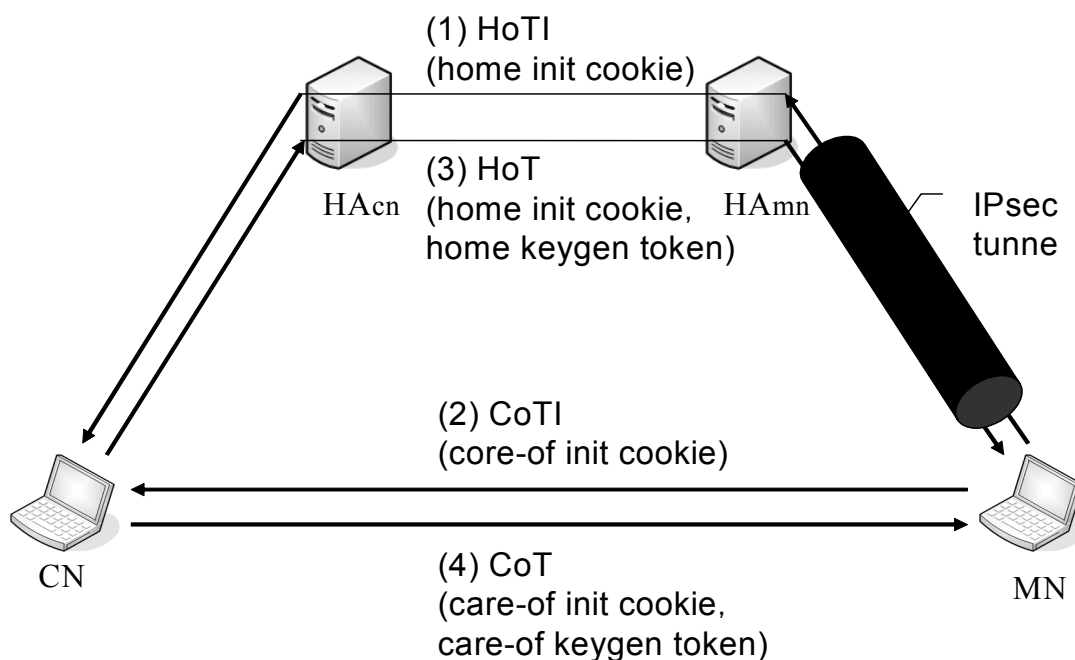 (1) HoTI
(home init cookie)
HAcn
(3) HoT
(home init cookie,
home keygen token)
HAmn
IPsec
tunne
(2) CoTI
(core-of init cookie)
CN
(4) CoT
(care-of init cookie,
care-of keygen token)
MN